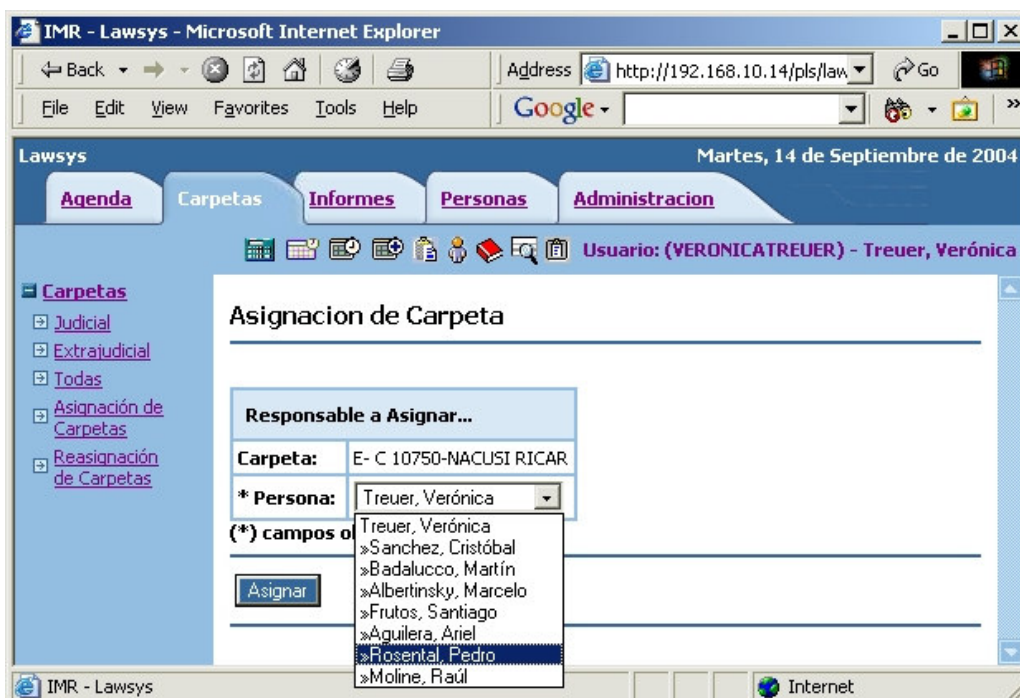 IMR - Lawsys - Microsoft Internet Explorer
Back Address http://192.168.10.14/pls/law Go
File Edit View Favorites Tools Help Google »
Lawsys Martes, 14 de Septiembre de 2004
Agenda Carpetas Informes Personas Administracion
Usuario: (VERONICATREUER) - Treuer, Verónica
Carpetas
Judicial
Extrajudicial
Todas
Asignación de
Carpetas
Reasignación
de Carpetas
Asignacion de Carpeta
Responsable a Asignar...
Carpeta: E- C 10750-NACUSI RICAR
* Persona: Treuer, Verónica
(*) campos
Treuer, Verónica
»Sanchez, Cristóbal
»Badalucco, Martín
»Albertinsky, Marcelo
»Frutos, Santiago
»Aguilera, Ariel
»Rosental, Pedro
»Moline, Raúl
Asignar
IMR - Lawsys Internet